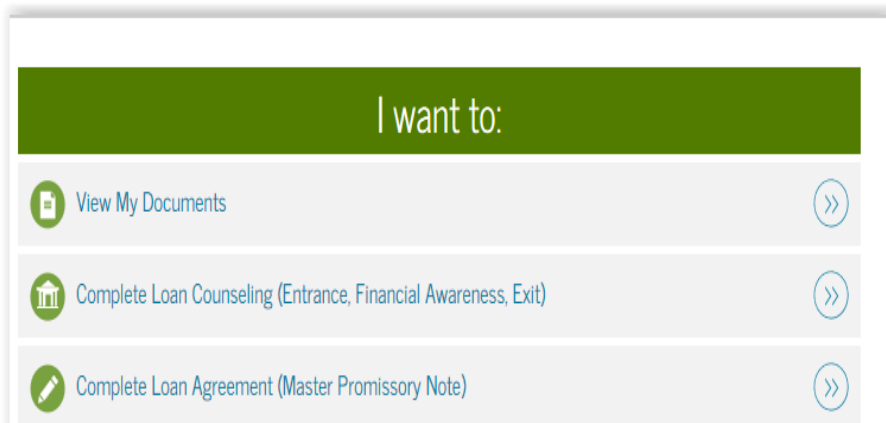 I want to:
View My Documents
Complete Loan Counseling (Entrance, Financial Awareness, Exit)
Complete Loan Agreement (Master Promissory Note)